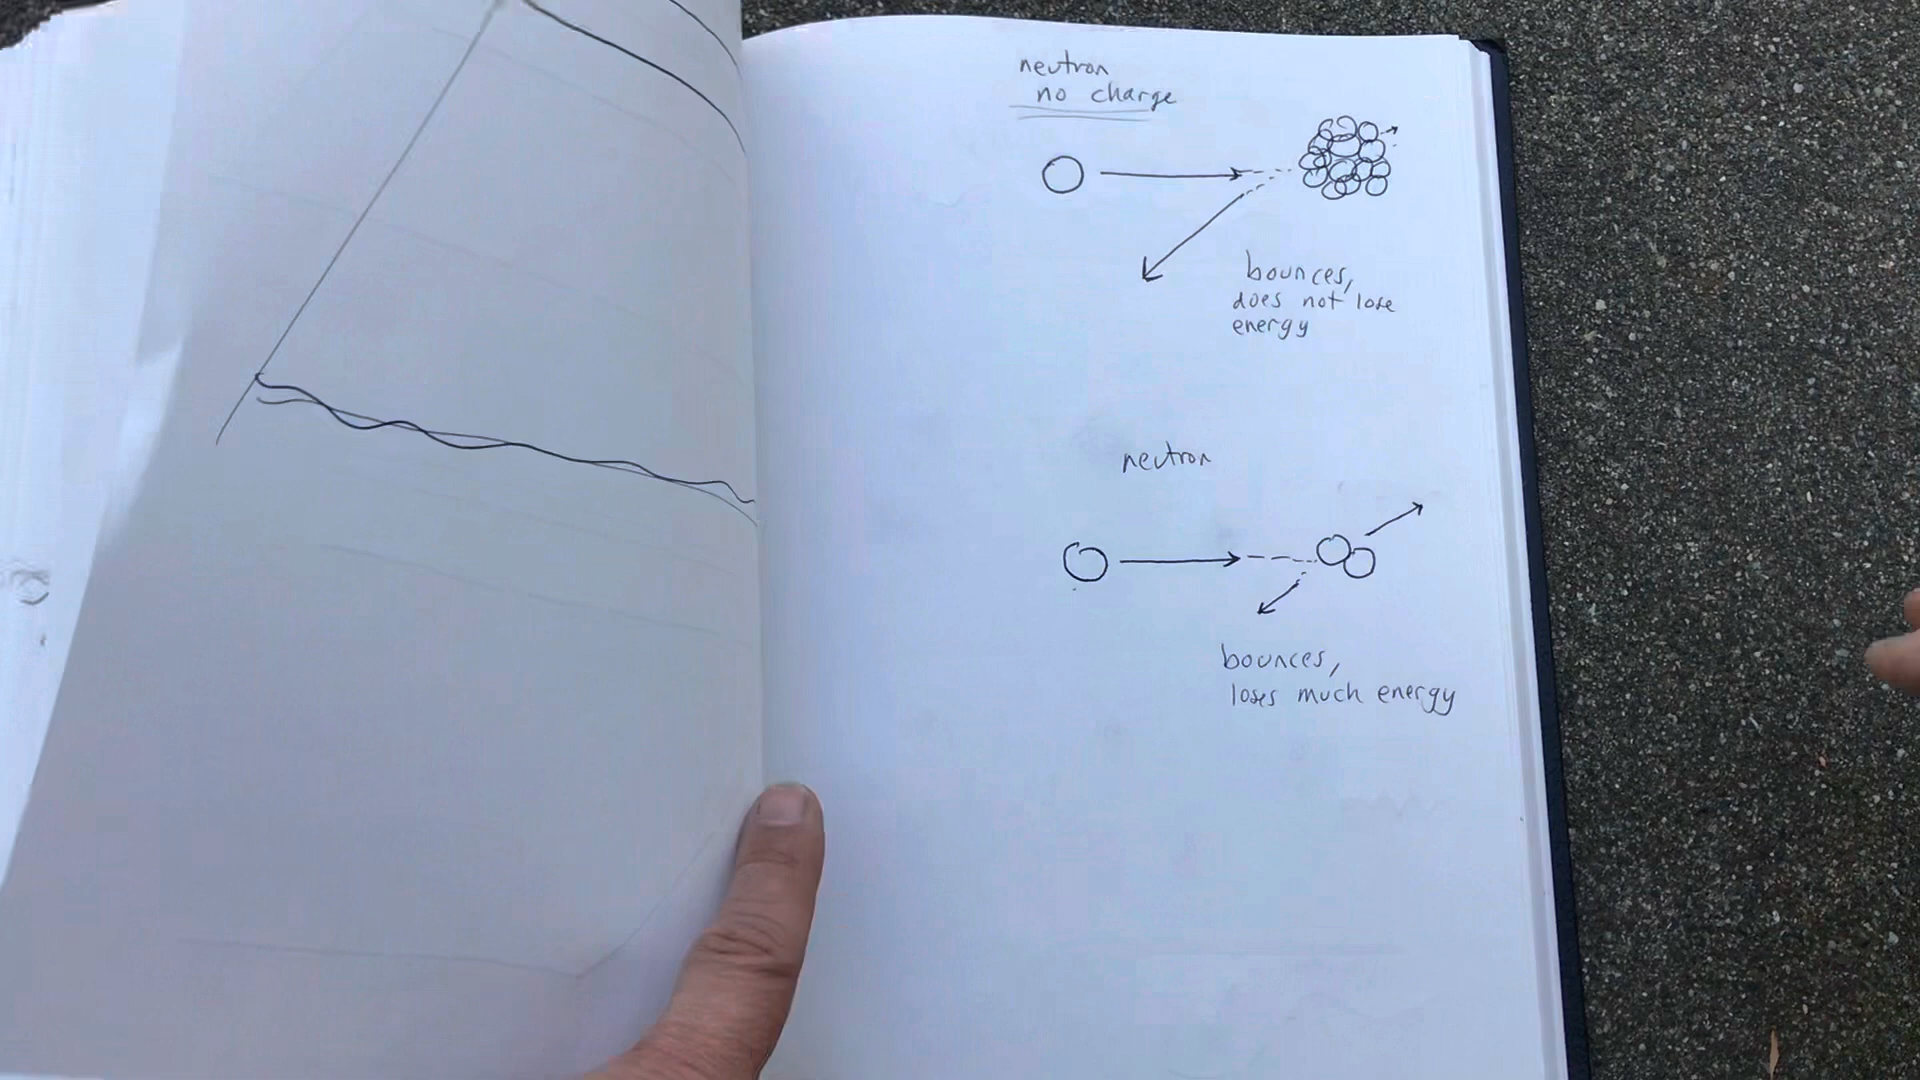 neutron
no charge
bounces,
does not lose
energy
neutron
bounces,
loses much energy